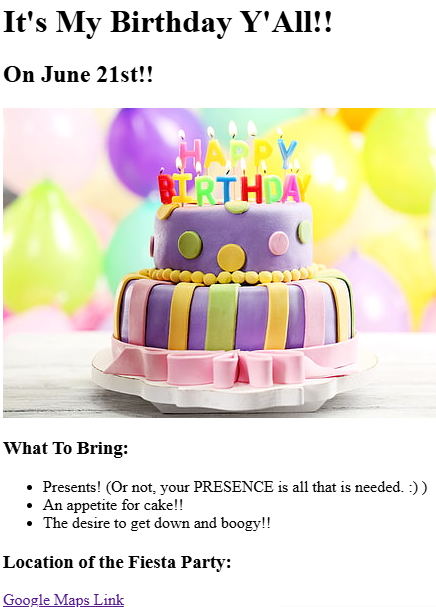 It's My Birthday Y'All!!
On June 21st!!
HAPPY
BIRTHDAY
What To Bring:
Presents! (Or not, your PRESENCE is all that is needed. :) )
An appetite for cake!!
The desire to get down and boogy!!
Location of the Fiesta Party:
Google Maps Link